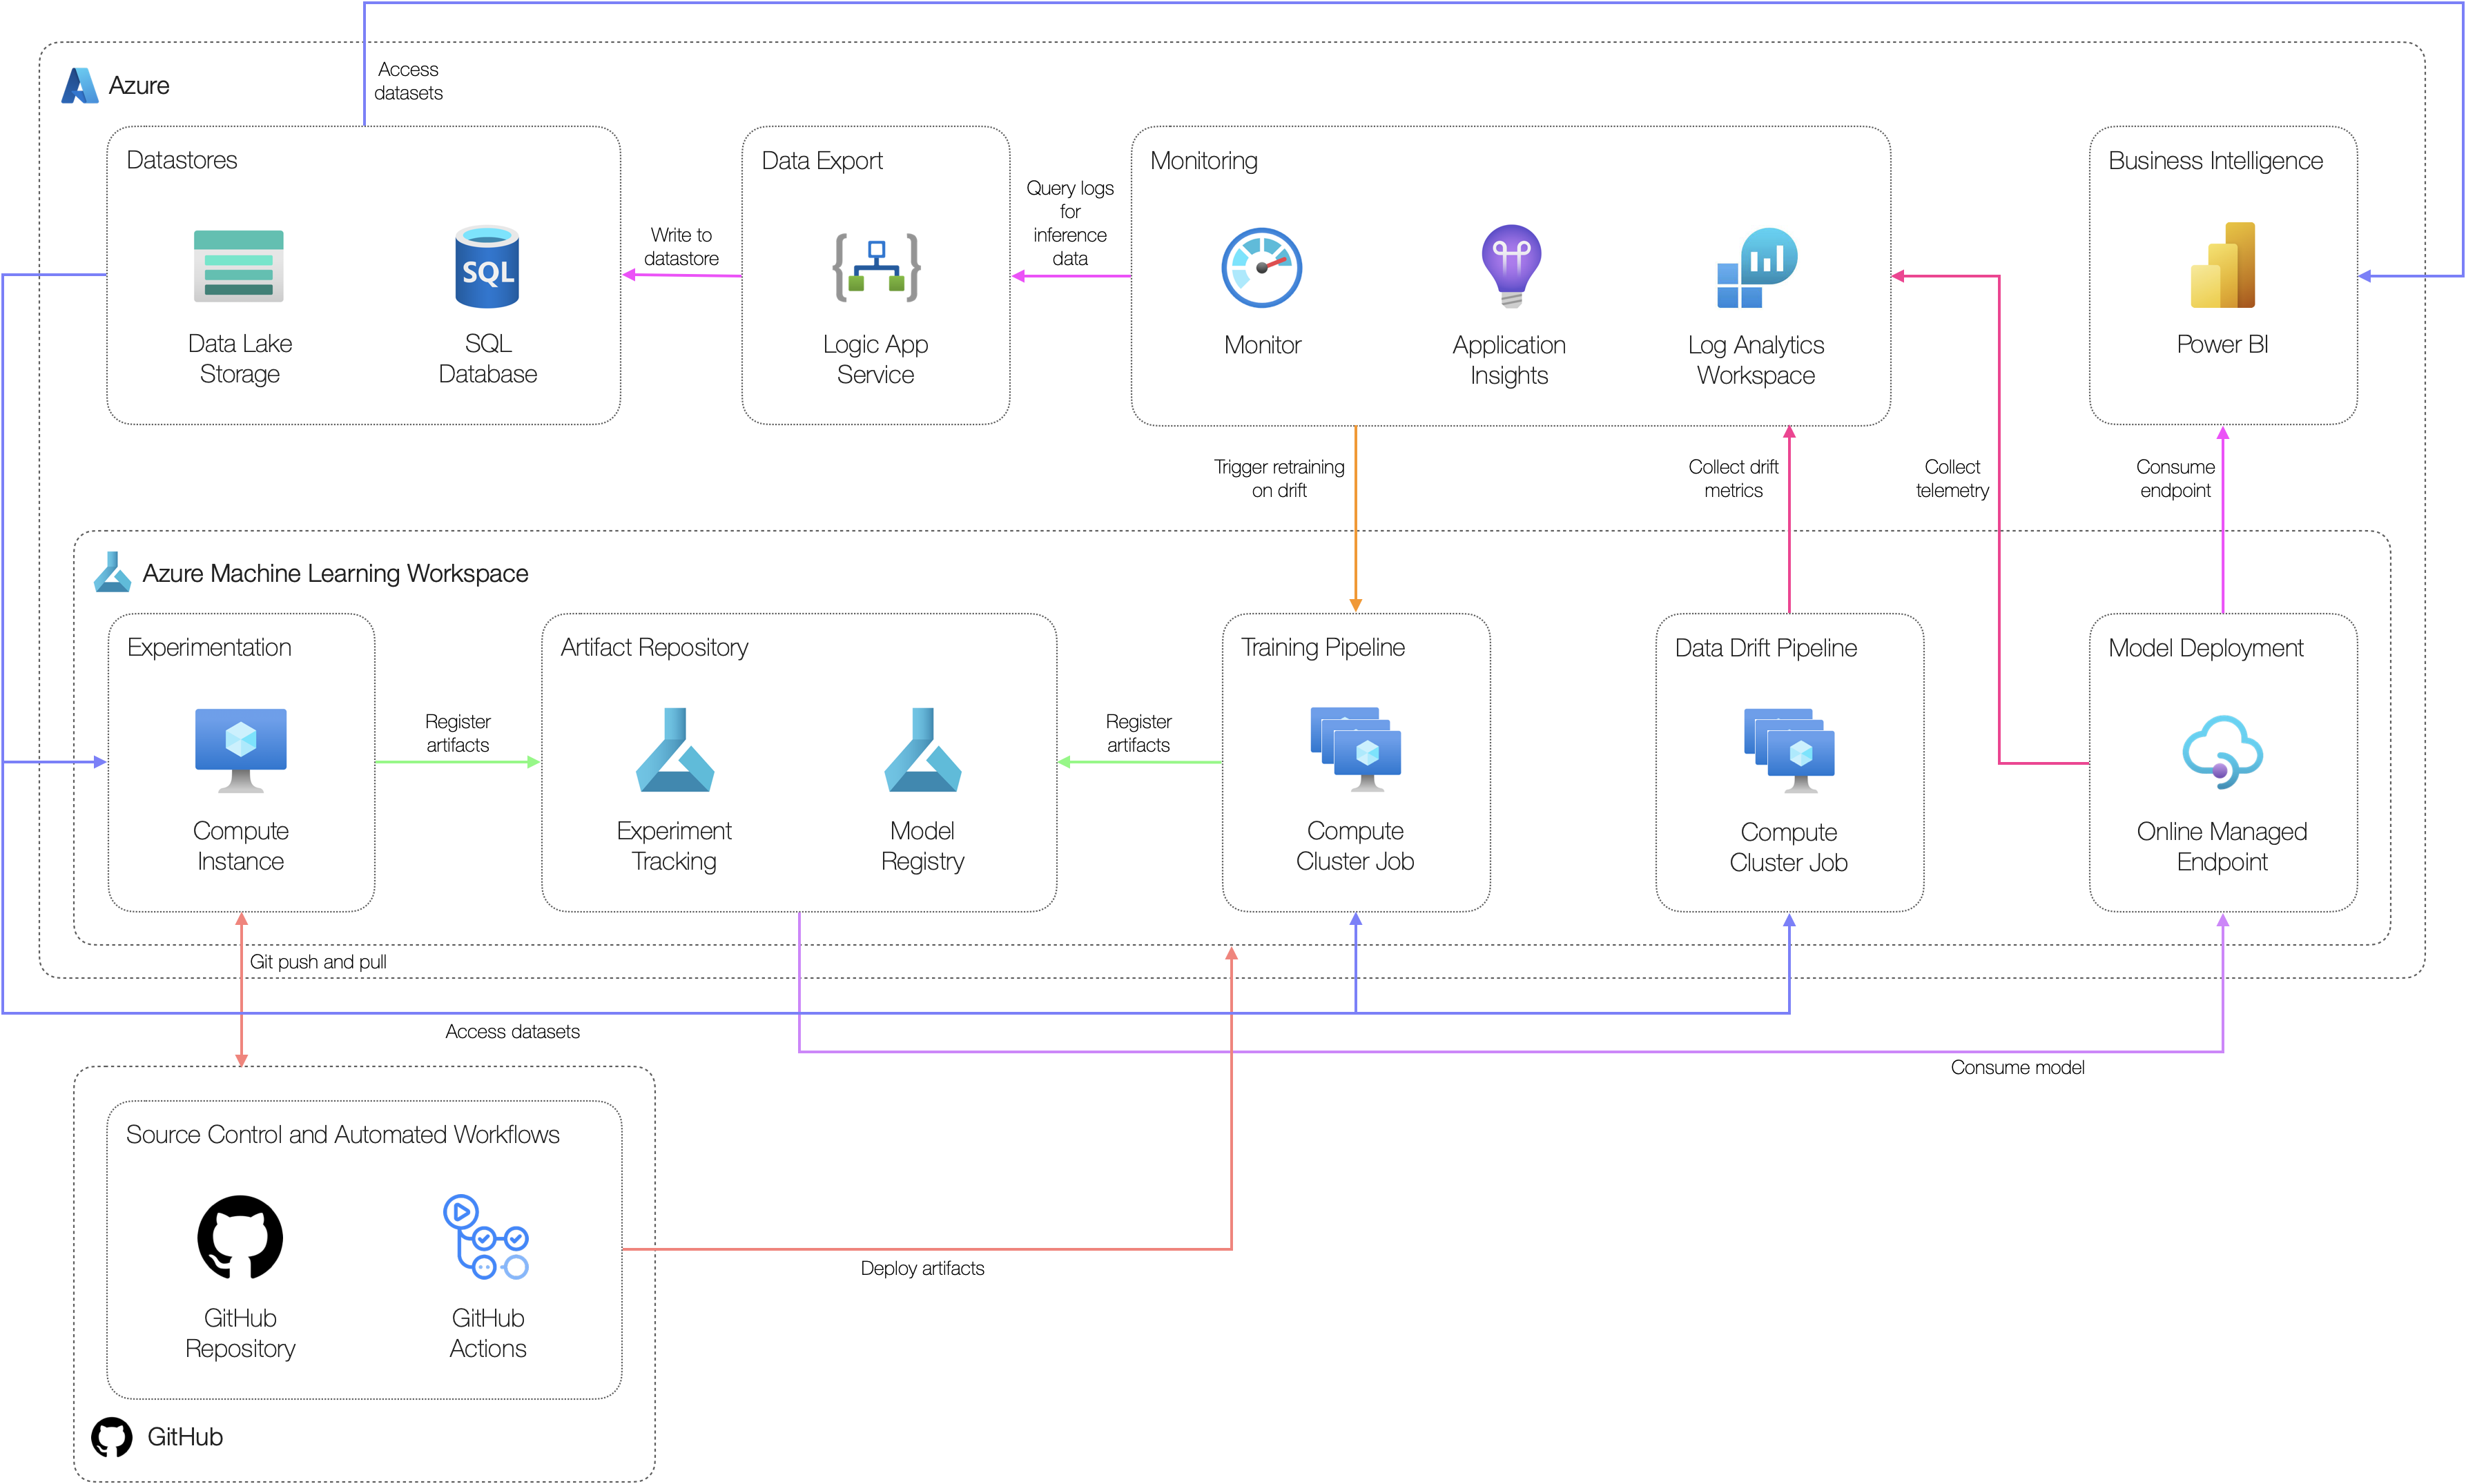 Access
datasets
Azure
Datastores
Data Export
Monitoring
Business Intelligence
Query logs
for
inference
data
Write to
datastore
SQL
Data Lake
Storage
SQL
Database
Logic App
Service
Monitor
Application
Insights
Log Analytics
Workspace
Power BI
Trigger retraining
on drift
Collect drift
metrics
Collect
telemetry
Consume
endpoint
Azure Machine Learning Workspace
Experimentation
Artifact Repository
Training Pipeline
Data Drift Pipeline
Model Deployment
Register
artifacts
Register
artifacts
Compute
Instance
Experiment
Tracking
Model
Registry
Compute
Cluster Job
Compute
Cluster Job
Online Managed
Endpoint
Git push and pull
Access datasets
Consume model
Source Control and Automated Workflows
Deploy artifacts
GitHub
Repository
GitHub
Actions
GitHub